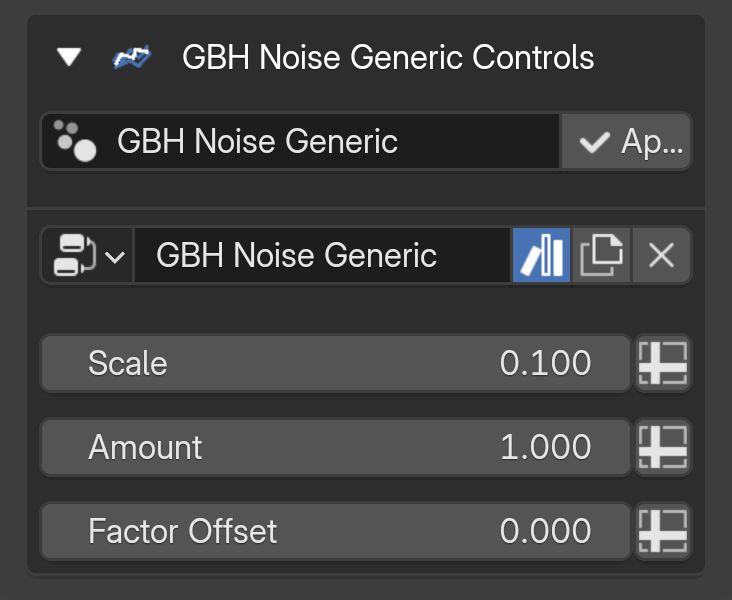 GBH Noise Generic Controls
GBH Noise Generic Ap...
GBH Noise Generic
Scale 0.100
Amount 1.000
Factor Offset 0.000